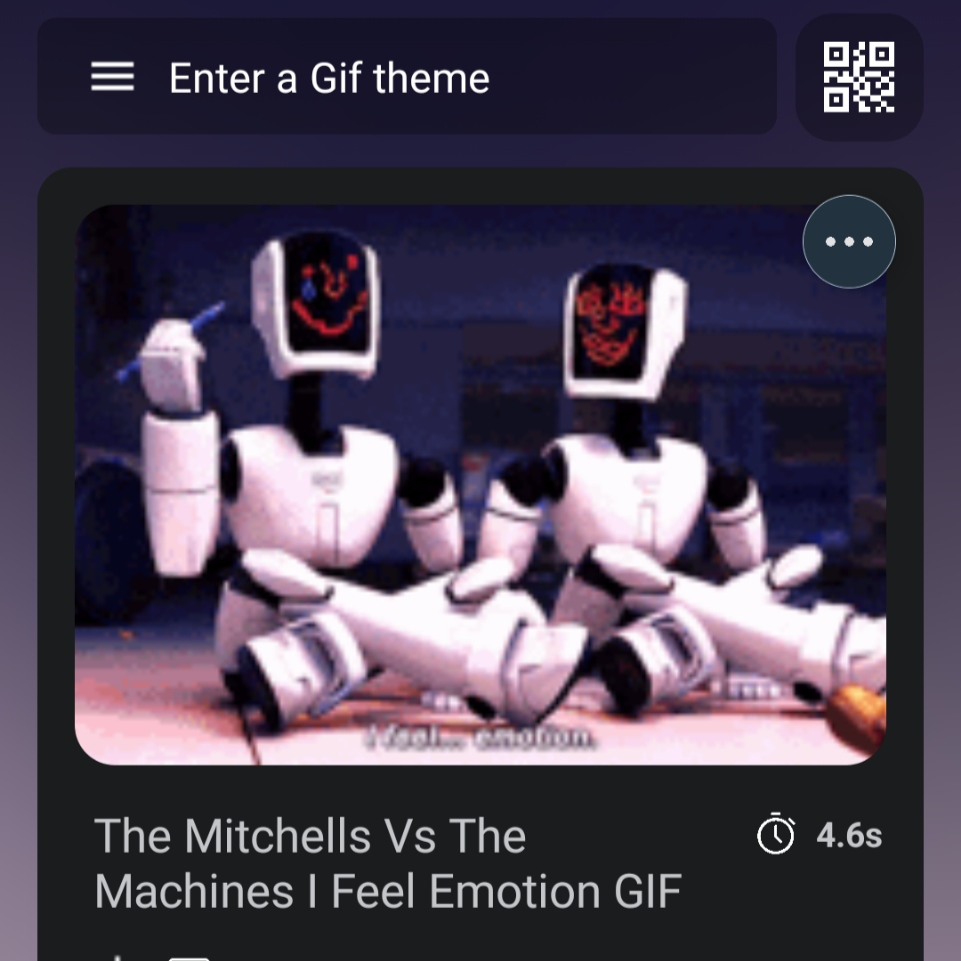 Enter a Gif theme
I feel... emotion.
The Mitchells Vs The
Machines I Feel Emotion GIF
4.6s